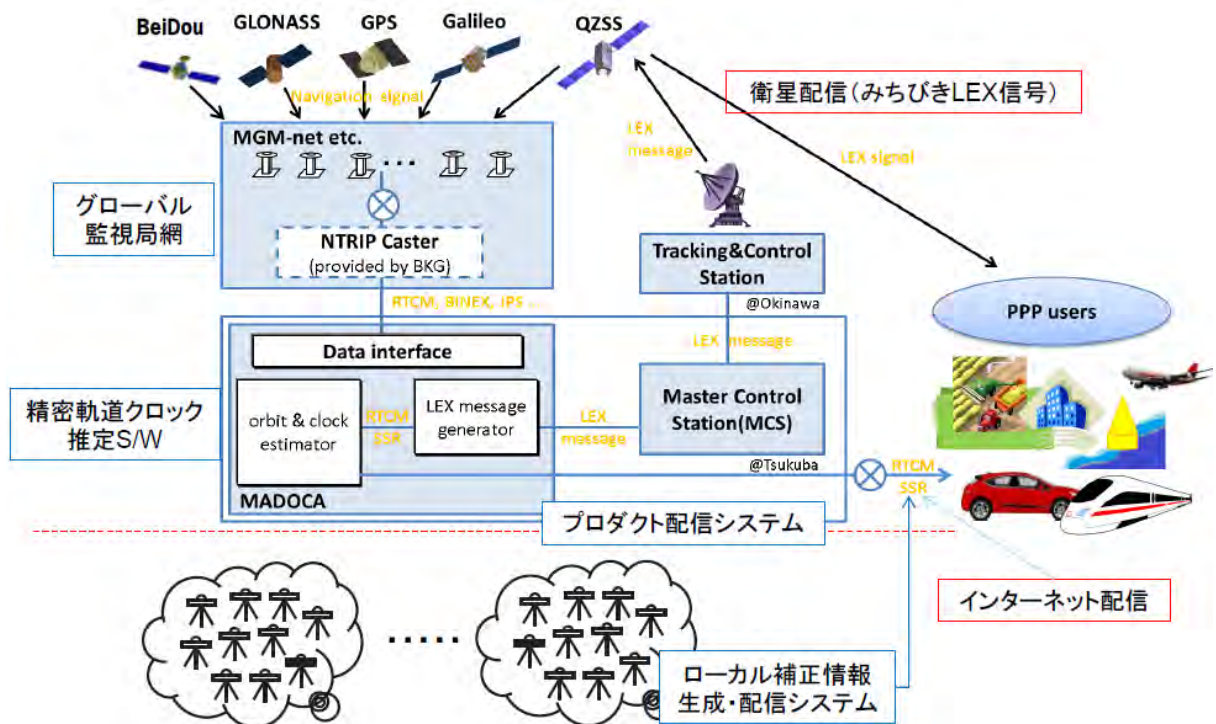 BeiDou
GLONASS
GPS
Galileo
QZSS
Navigation signal
衛星配信(みちびきLEX信号)
MGM-net etc.
LEX
message
LEX signal
グローバル
監視局網
NTRIP Caster
(provided by BKG)
Tracking&Control
Station
@Okinawa
RTCM, BINEX, IPS ...
PPP users
LEX message
Data interface
精密軌道クロック
推定S/W
orbit & clock
estimator
RTCM
SSR
LEX message
generator
LEX
message
Master Control
Station(MCS)
@Tsukuba
RTCM
SSR
MADOCA
プロダクト配信システム
インターネット配信
ローカル補正情報
生成・配信システム